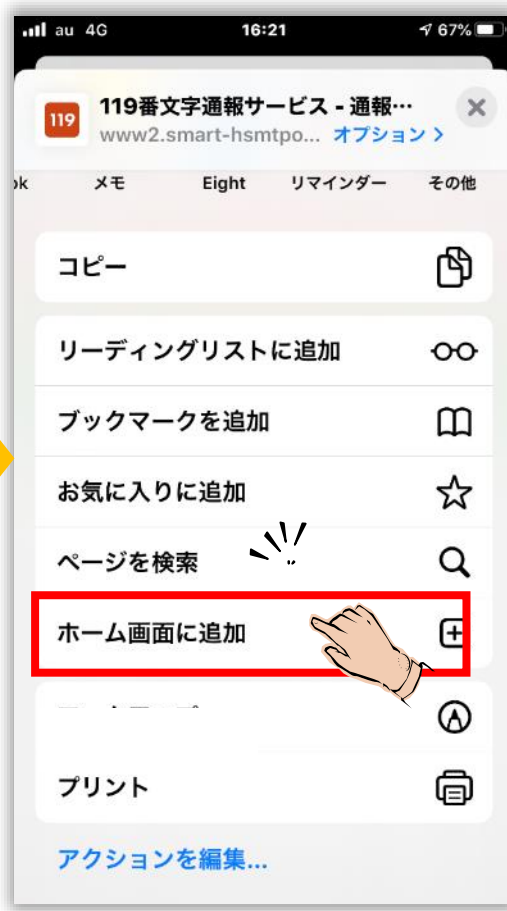 au 4G 16:21 67%
119 119番文字通報サービス - 通報…
www2.smart-hsmtpo... オプション >
ok メモ Eight リマインダー その他
コピー
リーディングリストに追加
ブックマークを追加
お気に入りに追加
ページを検索
ホーム画面に追加
プリント
アクションを編集...